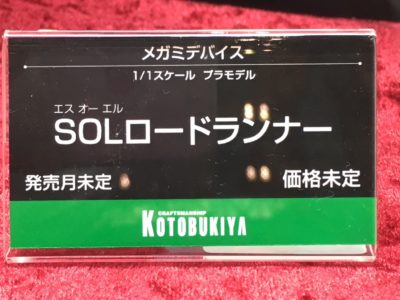 メガミデバイス
1/1スケール プラモデル
エス オー エル
SOLロードランナー
発売月未定 価格未定
CRAFTSMANSHIP
KOTOBUKIYA